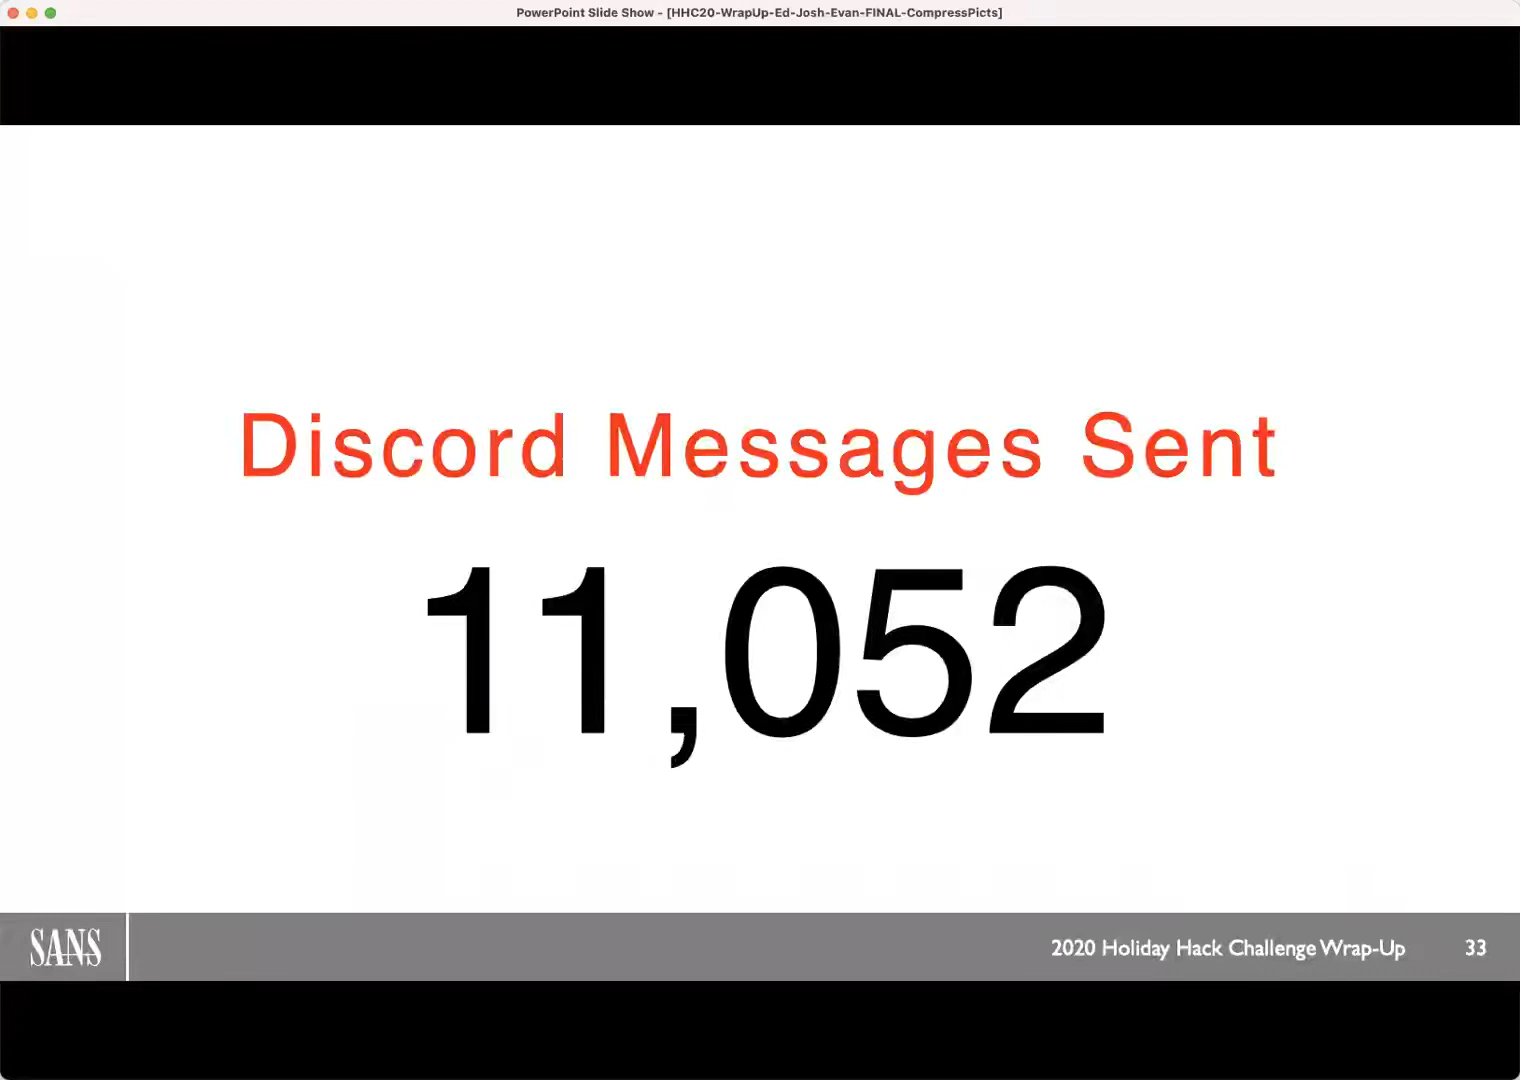 PowerPoint Slide Show - [HHC20-WrapUp-Ed-Josh-Evan-FINAL-CompressPicts]
Discord Messages Sent
11,052
SANS
2020 Holiday Hack Challenge Wrap-Up
33